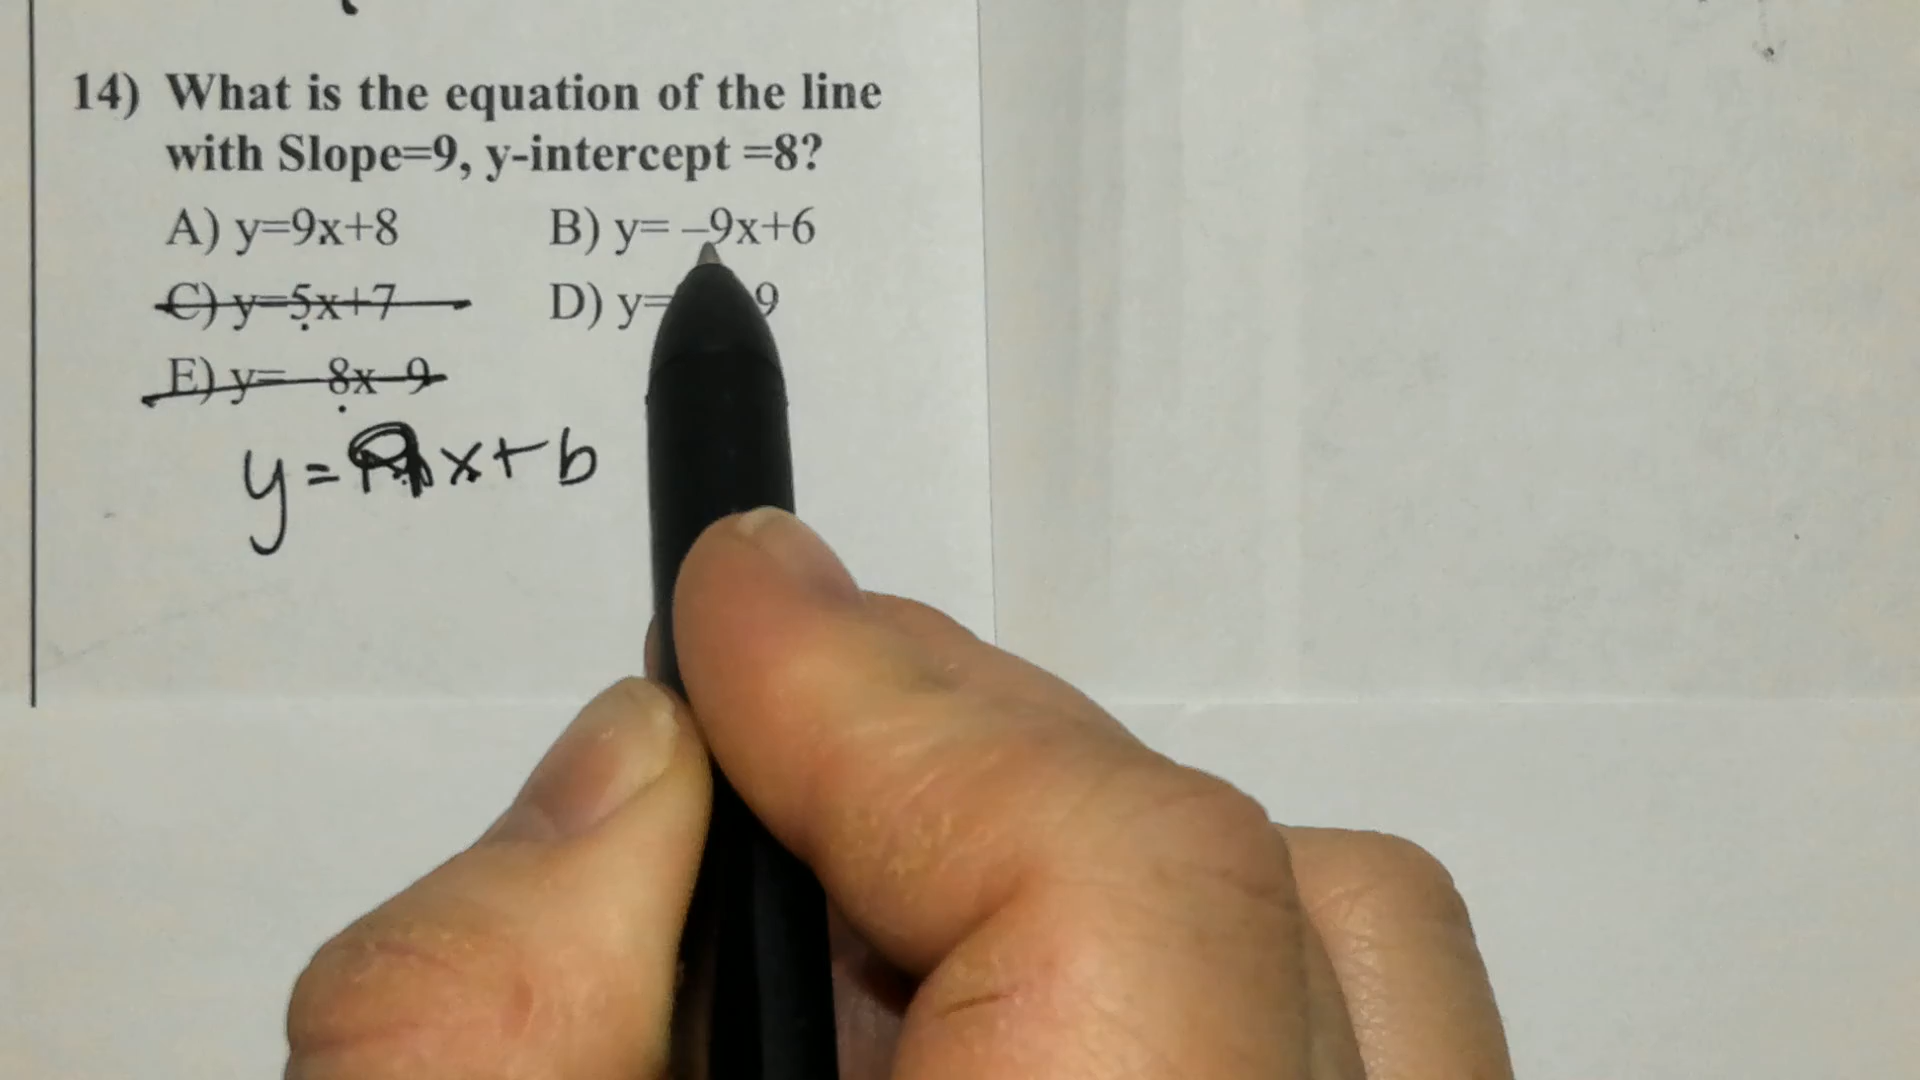 14) What is the equation of the line
with Slope=9, y-intercept =8?
A) y=9x+8 B) y= –9x+6
C) y=5x+7 D) y= 9
E) y= –8x–9
y = x+b